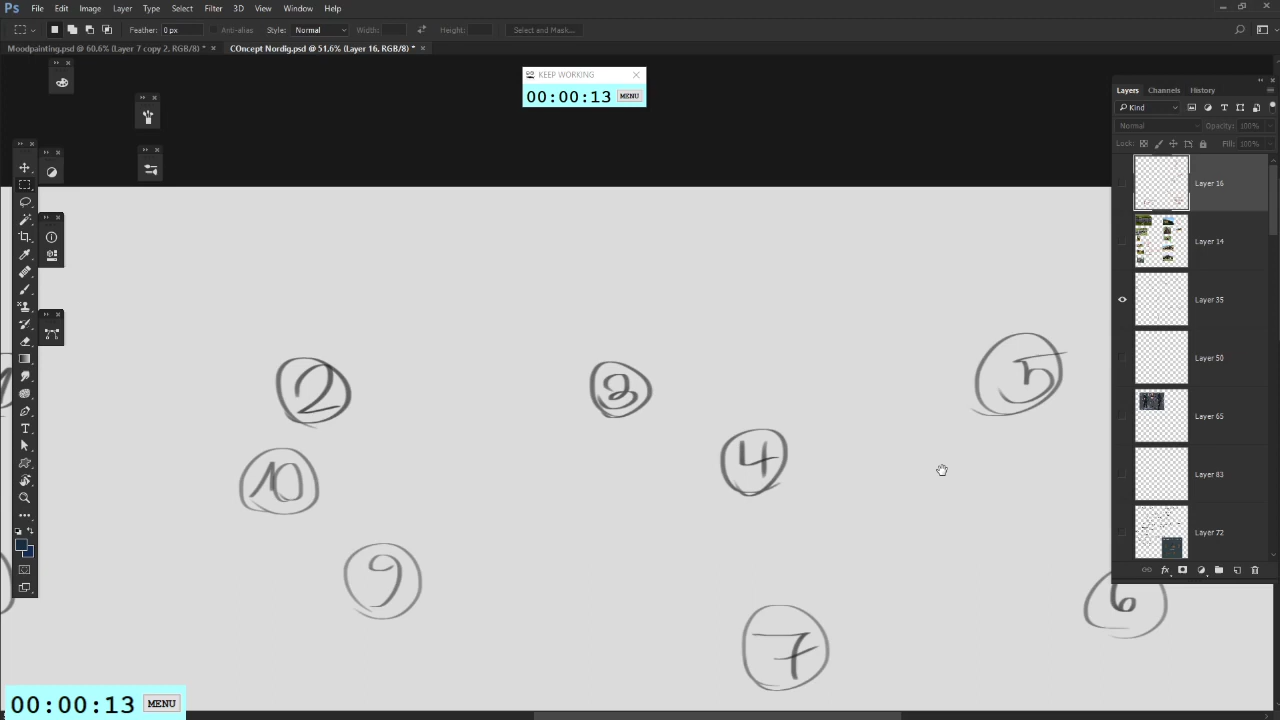 Ps File Edit Image Layer Type Select Filter 3D View Window Help
Feather: 0 px Anti-alias Style: Normal Width: Height: Select and Mask...
Moodpainting.psd @ 60,6% (Layer 7 copy 2, RGB/8) * × COncept Nordig.psd @ 51,6% (Layer 16, RGB/8) * ×
KEEP WORKING
00:00:13 MENU
Layers Channels History
Kind
Normal Opacity: 100%
Lock: Fill: 100%
Layer 16
Layer 14
Layer 35
Layer 50
Layer 65
Layer 83
Layer 72
2
3
5
4
10
9
6
7
00:00:13 MENU